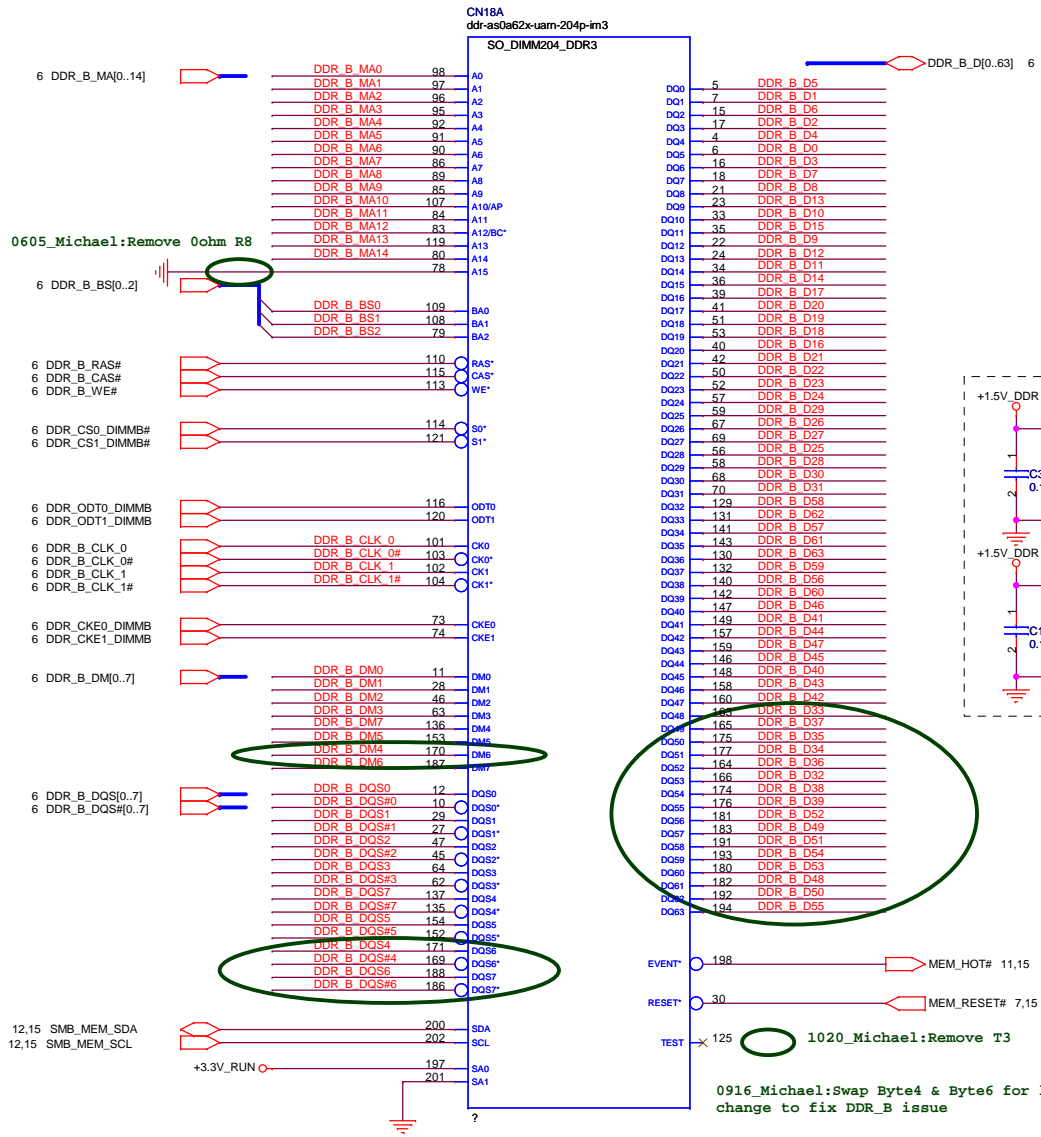 CN18A
ddr-as0a62x-uarn-204p-im3
SO_DIMM204_DDR3
6 DDR_B_MA[0..14]
DDR_B_MA0 98 A0
DDR_B_MA1 97 A1
DDR_B_MA2 96 A2
DDR_B_MA3 95 A3
DDR_B_MA4 92 A4
DDR_B_MA5 91 A5
DDR_B_MA6 90 A6
DDR_B_MA7 86 A7
DDR_B_MA8 89 A8
DDR_B_MA9 85 A9
DDR_B_MA10 107 A10/AP
DDR_B_MA11 84 A11
DDR_B_MA12 83 A12/BC*
DDR_B_MA13 119 A13
DDR_B_MA14 80 A14
78 A15
0605_Michael:Remove 0ohm R8
6 DDR_B_BS[0..2]
DDR_B_BS0 109 BA0
DDR_B_BS1 108 BA1
DDR_B_BS2 79 BA2
6 DDR_B_RAS# 110 RAS*
6 DDR_B_CAS# 115 CAS*
6 DDR_B_WE# 113 WE*
6 DDR_CS0_DIMMB# 114 S0*
6 DDR_CS1_DIMMB# 121 S1*
6 DDR_ODT0_DIMMB 116 ODT0
6 DDR_ODT1_DIMMB 120 ODT1
6 DDR_B_CLK_0 DDR_B_CLK_0 101 CK0
6 DDR_B_CLK_0# DDR_B_CLK_0# 103 CK0*
6 DDR_B_CLK_1 DDR_B_CLK_1 102 CK1
6 DDR_B_CLK_1# DDR_B_CLK_1# 104 CK1*
6 DDR_CKE0_DIMMB 73 CKE0
6 DDR_CKE1_DIMMB 74 CKE1
6 DDR_B_DM[0..7]
DDR_B_DM0 11 DM0
DDR_B_DM1 28 DM1
DDR_B_DM2 46 DM2
DDR_B_DM3 63 DM3
DDR_B_DM7 136 DM4
DDR_B_DM5 153 DM5
DDR_B_DM4 170 DM6
DDR_B_DM6 187 DM7
6 DDR_B_DQS[0..7]
6 DDR_B_DQS#[0..7]
DDR_B_DQS0 12 DQS0
DDR_B_DQS#0 10 DQS0*
DDR_B_DQS1 29 DQS1
DDR_B_DQS#1 27 DQS1*
DDR_B_DQS2 47 DQS2
DDR_B_DQS#2 45 DQS2*
DDR_B_DQS3 64 DQS3
DDR_B_DQS#3 62 DQS3*
DDR_B_DQS7 137 DQS4
DDR_B_DQS#7 135 DQS4*
DDR_B_DQS5 154 DQS5
DDR_B_DQS#5 152 DQS5*
DDR_B_DQS4 171 DQS6
DDR_B_DQS#4 169 DQS6*
DDR_B_DQS6 188 DQS7
DDR_B_DQS#6 186 DQS7*
12,15 SMB_MEM_SDA 200 SDA
12,15 SMB_MEM_SCL 202 SCL
+3.3V_RUN 197 SA0
201 SA1
?
DDR_B_D[0..63] 6
DQ0 5 DDR_B_D5
DQ1 7 DDR_B_D1
DQ2 15 DDR_B_D6
DQ3 17 DDR_B_D2
DQ4 4 DDR_B_D4
DQ5 6 DDR_B_D0
DQ6 16 DDR_B_D3
DQ7 18 DDR_B_D7
DQ8 21 DDR_B_D8
DQ9 23 DDR_B_D13
DQ10 33 DDR_B_D10
DQ11 35 DDR_B_D15
DQ12 22 DDR_B_D9
DQ13 24 DDR_B_D12
DQ14 34 DDR_B_D11
DQ15 36 DDR_B_D14
DQ16 39 DDR_B_D17
DQ17 41 DDR_B_D20
DQ18 51 DDR_B_D19
DQ19 53 DDR_B_D18
DQ20 40 DDR_B_D16
DQ21 42 DDR_B_D21
DQ22 50 DDR_B_D22
DQ23 52 DDR_B_D23
DQ24 57 DDR_B_D24
DQ25 59 DDR_B_D29
DQ26 67 DDR_B_D26
DQ27 69 DDR_B_D27
DQ28 56 DDR_B_D25
DQ29 58 DDR_B_D28
DQ30 68 DDR_B_D30
DQ31 70 DDR_B_D31
DQ32 129 DDR_B_D58
DQ33 131 DDR_B_D62
DQ34 141 DDR_B_D57
DQ35 143 DDR_B_D61
DQ36 130 DDR_B_D63
DQ37 132 DDR_B_D59
DQ38 140 DDR_B_D56
DQ39 142 DDR_B_D60
DQ40 147 DDR_B_D46
DQ41 149 DDR_B_D41
DQ42 157 DDR_B_D44
DQ43 159 DDR_B_D47
DQ44 146 DDR_B_D45
DQ45 148 DDR_B_D40
DQ46 158 DDR_B_D43
DQ47 160 DDR_B_D42
DQ48 163 DDR_B_D33
DQ49 165 DDR_B_D37
DQ50 175 DDR_B_D35
DQ51 177 DDR_B_D34
DQ52 164 DDR_B_D36
DQ53 166 DDR_B_D32
DQ54 174 DDR_B_D38
DQ55 176 DDR_B_D39
DQ56 181 DDR_B_D52
DQ57 183 DDR_B_D49
DQ58 191 DDR_B_D51
DQ59 193 DDR_B_D54
DQ60 180 DDR_B_D53
DQ61 182 DDR_B_D48
DQ62 192 DDR_B_D50
DQ63 194 DDR_B_D55
EVENT* 198 MEM_HOT# 11,15
RESET* 30 MEM_RESET# 7,15
TEST 125
1020_Michael:Remove T3
0916_Michael:Swap Byte4 & Byte6 for
change to fix DDR_B issue
+1.5V_DDR
1
2
+1.5V_DDR
1
2